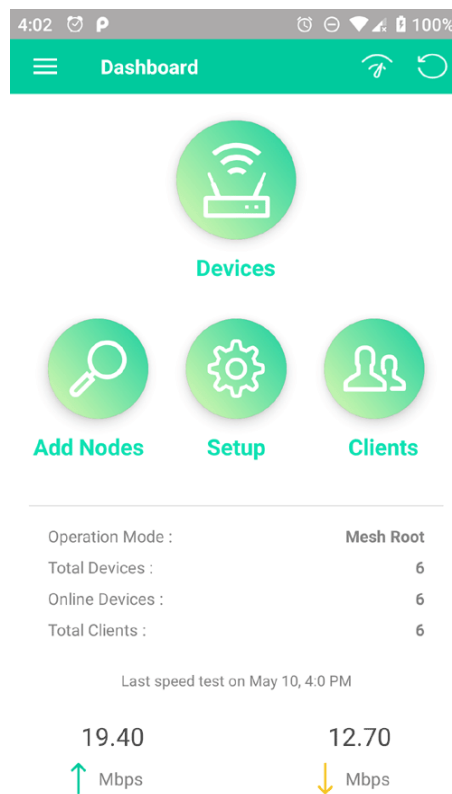 4:02 100%
Dashboard
Devices
Add Nodes Setup Clients
Operation Mode : Mesh Root
Total Devices : 6
Online Devices : 6
Total Clients : 6
Last speed test on May 10, 4:0 PM
19.40 12.70
Mbps Mbps